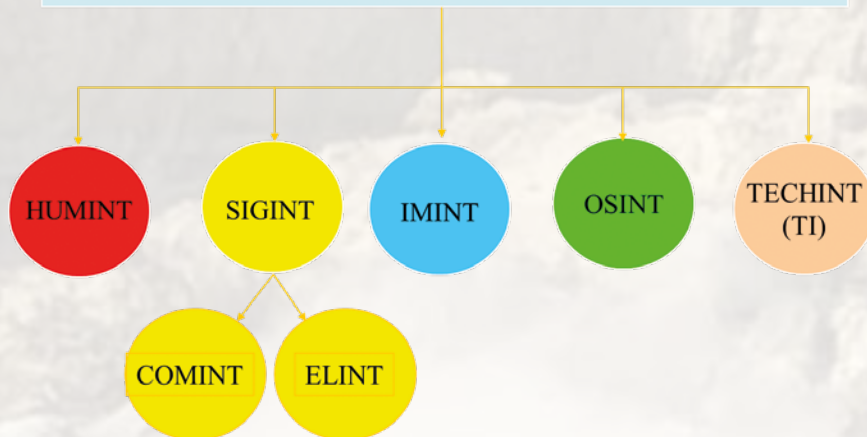 HUMINT
SIGINT
IMINT
OSINT
TECHINT
(TI)
COMINT
ELINT